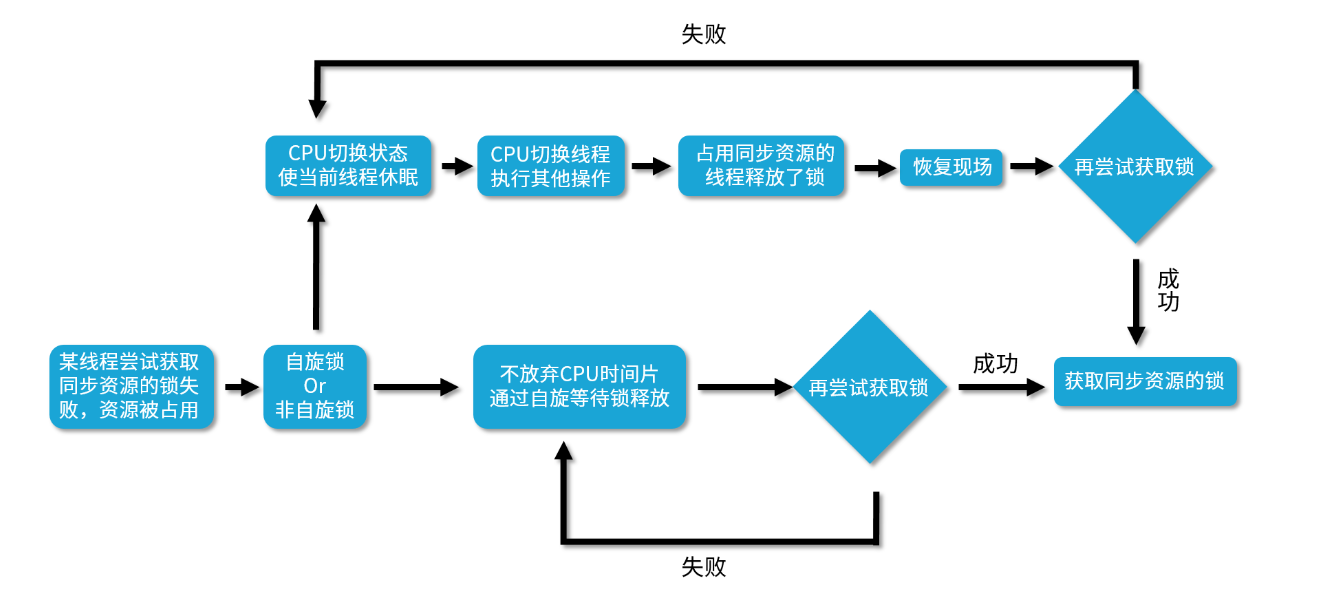 失败
CPU切换状态
使当前线程休眠
CPU切换线程
执行其他操作
占用同步资源的
线程释放了锁
恢复现场
再尝试获取锁
成
功
某线程尝试获取
同步资源的锁失
败，资源被占用
自旋锁
Or
非自旋锁
不放弃CPU时间片
通过自旋等待锁释放
再尝试获取锁
成功
获取同步资源的锁
失败